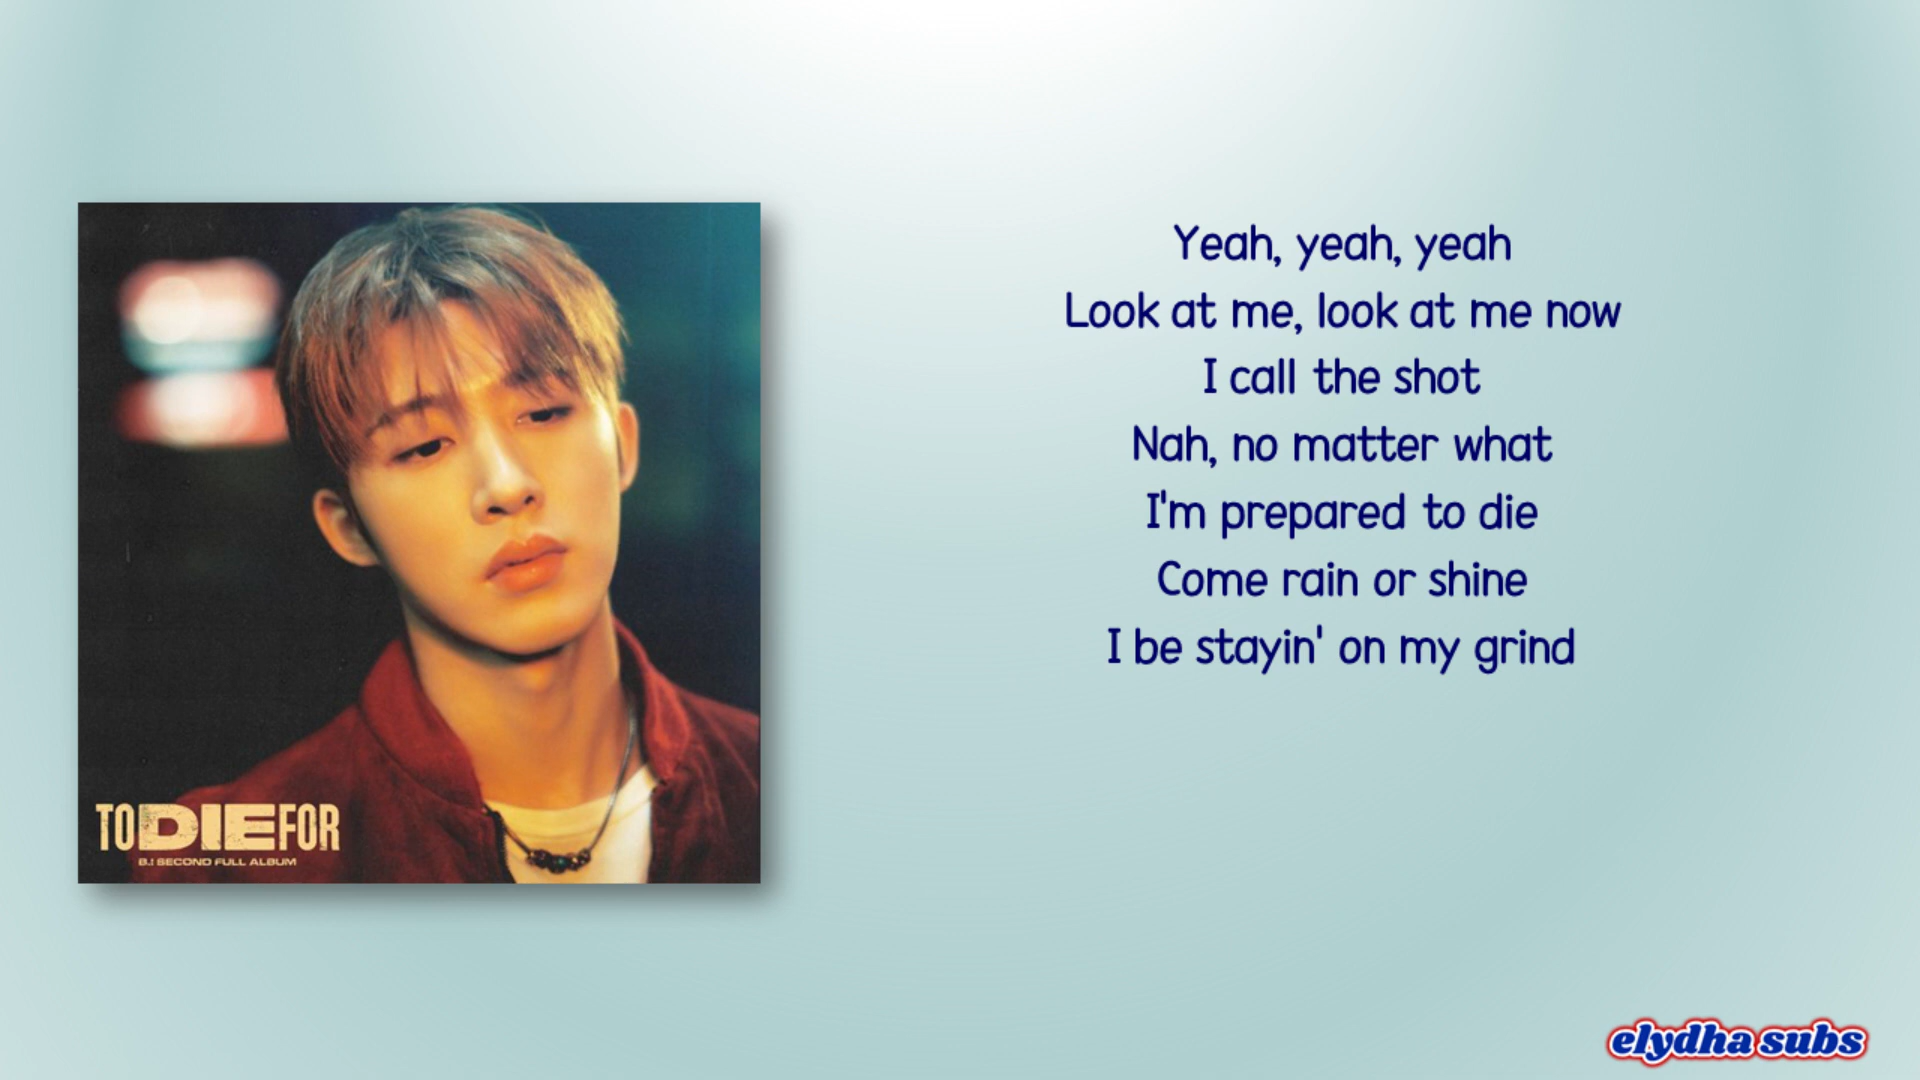 Yeah, yeah, yeah
Look at me, look at me now
I call the shot
Nah, no matter what
I'm prepared to die
Come rain or shine
I be stayin' on my grind
TO DIE FOR
B.I SECOND FULL ALBUM
elydha subs